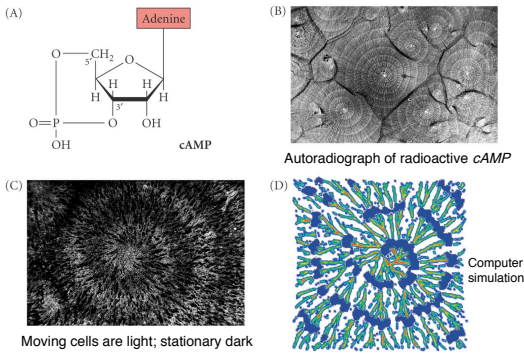 (A)
Adenine
5′ CH2
O
O
H H
H H
3′
O=P
O
OH
OH
cAMP
(B)
Autoradiograph of radioactive cAMP
(C)
Moving cells are light; stationary dark
(D)
Computer
simulation